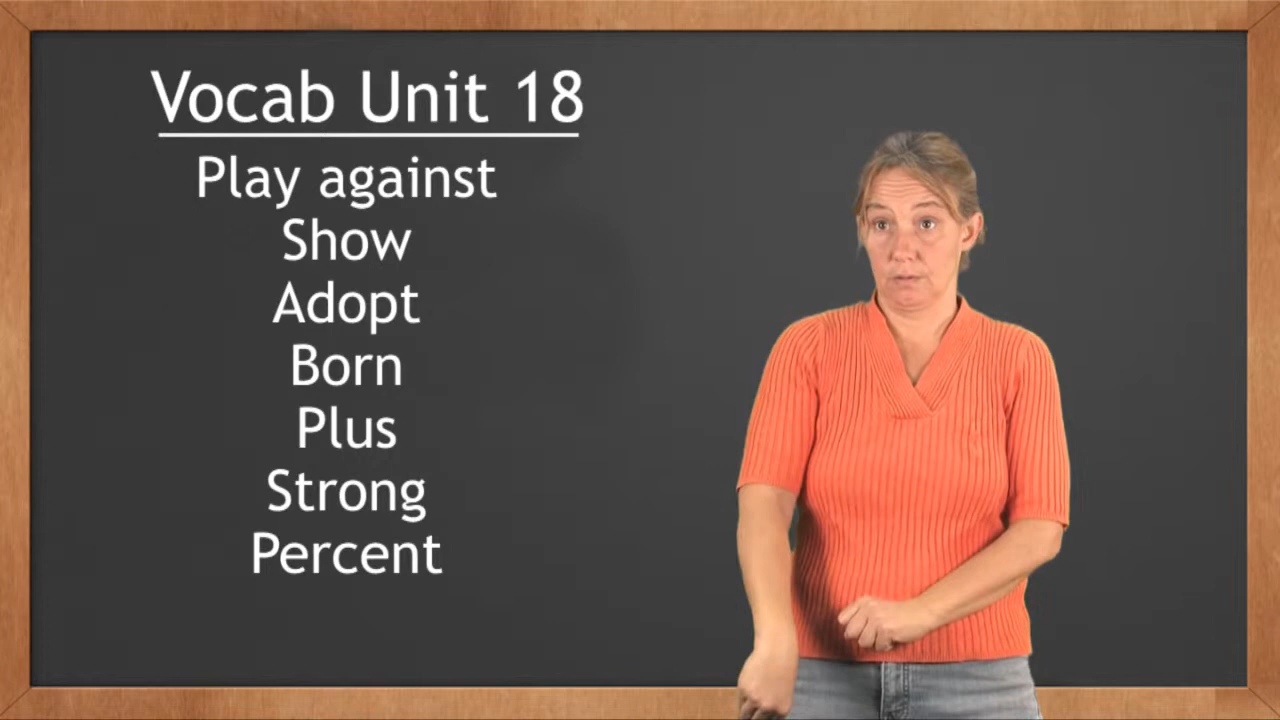 Vocab Unit 18
Play against
Show
Adopt
Born
Plus
Strong
Percent